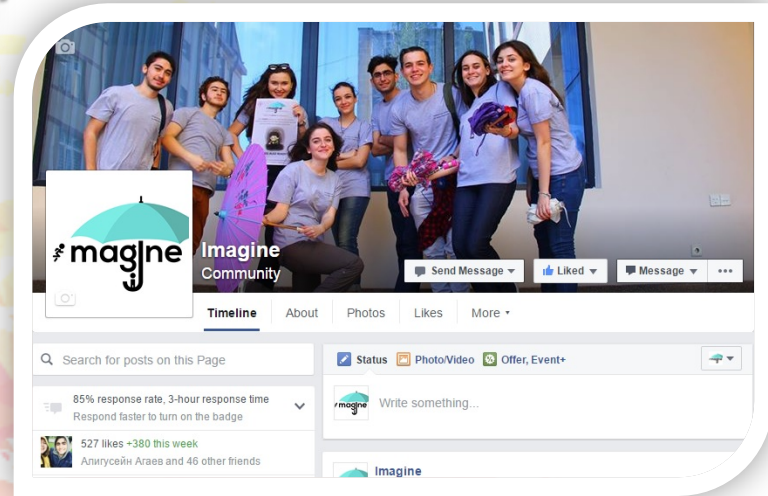 imagine
Imagine
Community
Send Message
Liked
Message
Timeline
About
Photos
Likes
More
Search for posts on this Page
85% response rate, 3-hour response time
Respond faster to turn on the badge
527 likes +380 this week
Алигусейн Агаев and 46 other friends
Status
Photo/Video
Offer, Event+
imagine
Write something...
Imagine